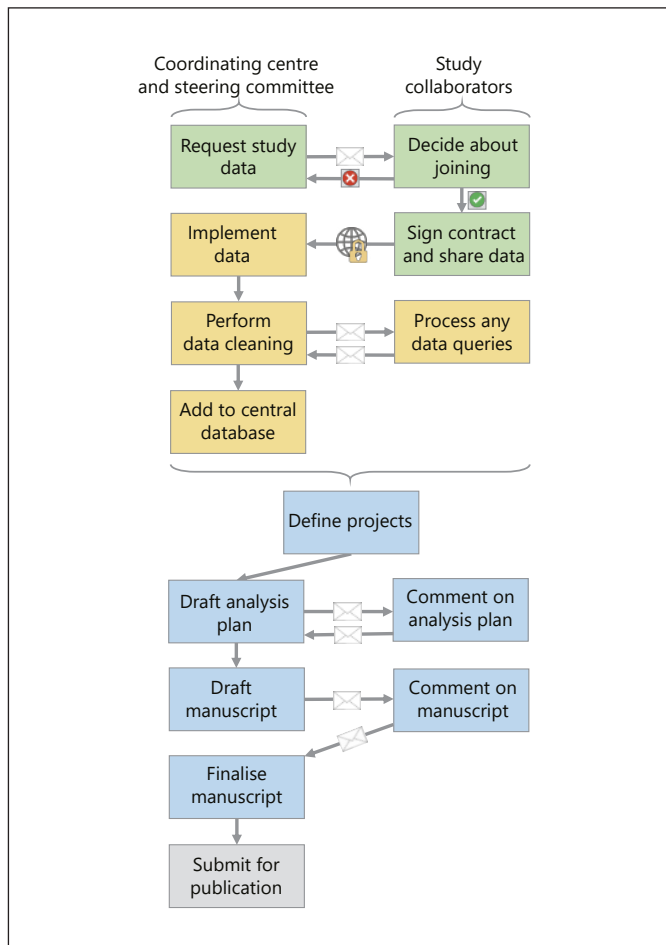 Coordinating centre
and steering committee
Study
collaborators
Request study
data
Decide about
joining
Implement
data
Sign contract
and share data
Perform
data cleaning
Process any
data queries
Add to central
database
Define projects
Draft analysis
plan
Comment on
analysis plan
Draft
manuscript
Comment on
manuscript
Finalise
manuscript
Submit for
publication